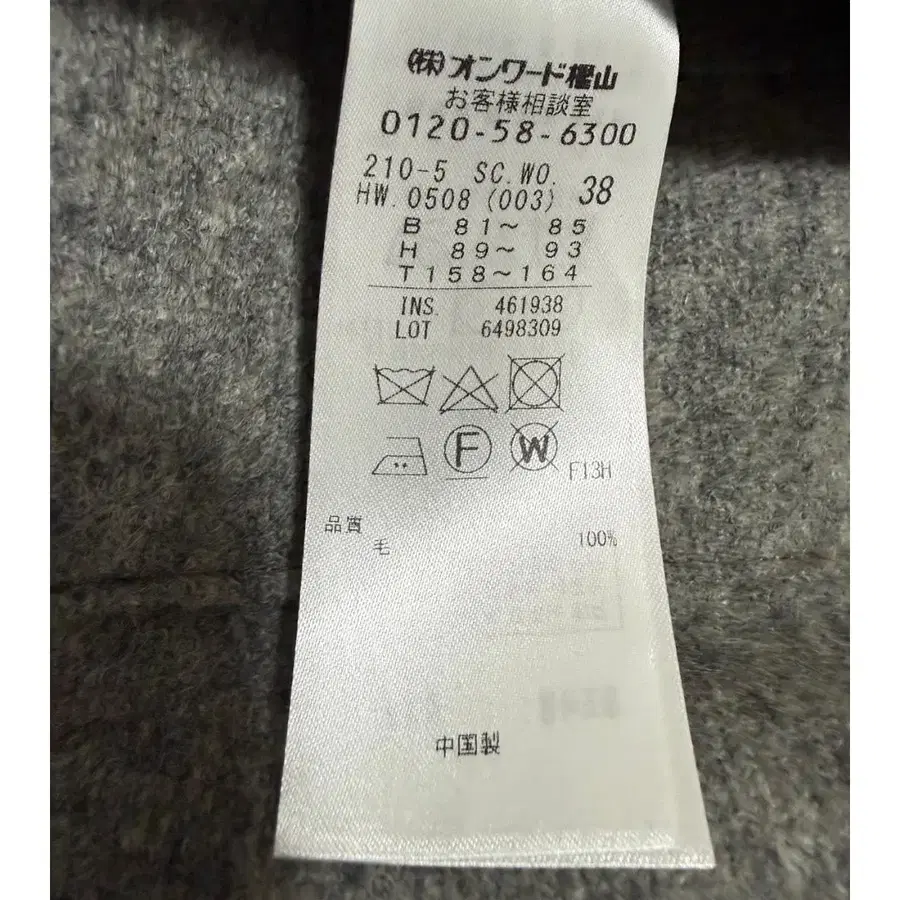 ㈱オンワード樫山
お客様相談室
0120-58-6300
210-5 SC.WO.
HW.0508(003) 38
B 81～ 85
H 89～ 93
T158～164
INS. 461938
LOT 6498309
F W F13H
品質
毛 100%
中国製